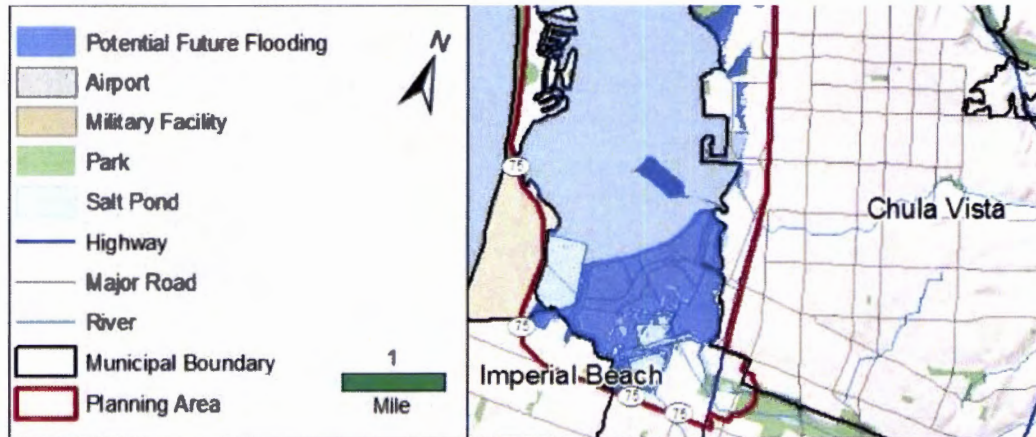 Potential Future Flooding
Airport
Military Facility
Park
Salt Pond
Highway
Major Road
River
Municipal Boundary
Planning Area
N
1
Mile
75
Chula Vista
75
Imperial Beach
75
75